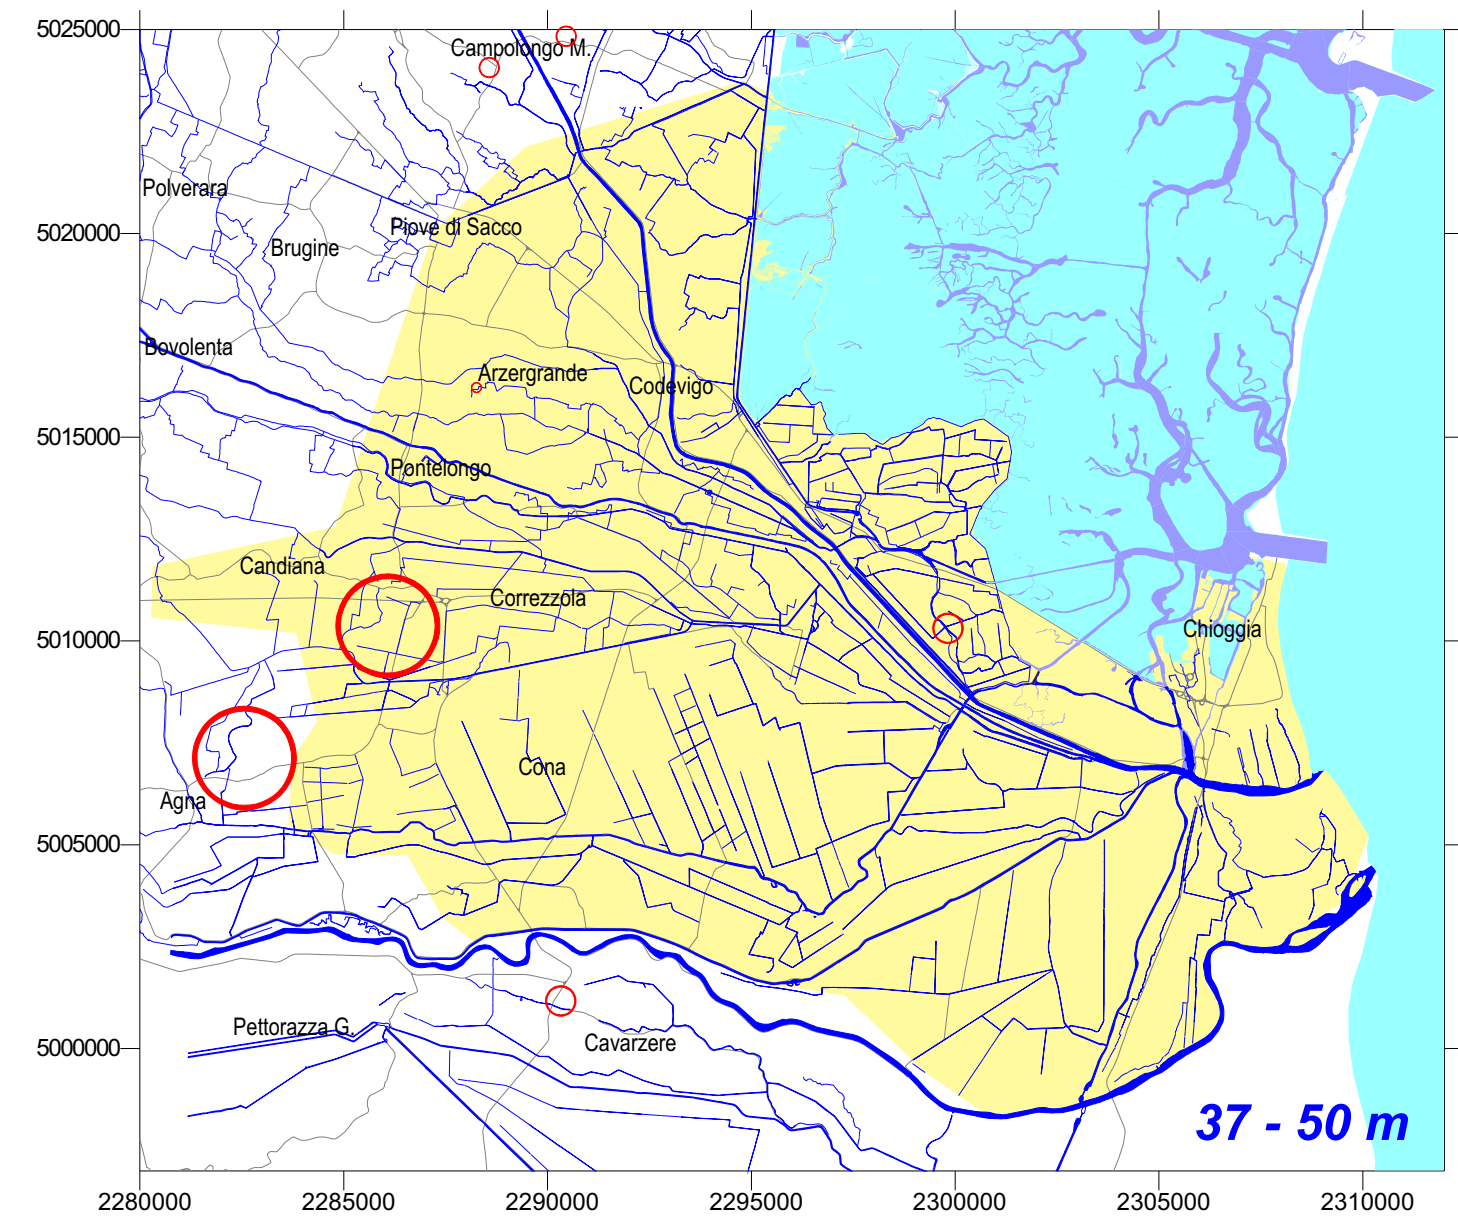 5025000
Campolongo M.
Polverara
Piove di Sacco
5020000
Brugine
Bovolenta
Arzergrande
Codevigo
5015000
Pontelongo
Candiana
Correzzola
Chioggia
5010000
Cona
Agna
5005000
Pettorazza G.
Cavarzere
5000000
37 - 50 m
2280000 2285000 2290000 2295000 2300000 2305000 2310000